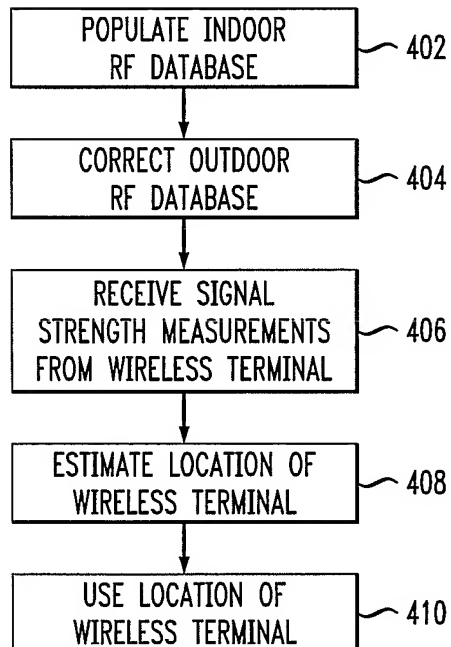 POPULATE INDOOR
RF DATABASE
402
CORRECT OUTDOOR
RF DATABASE
404
RECEIVE SIGNAL
STRENGTH MEASUREMENTS
FROM WIRELESS TERMINAL
406
ESTIMATE LOCATION OF
WIRELESS TERMINAL
408
USE LOCATION OF
WIRELESS TERMINAL
410